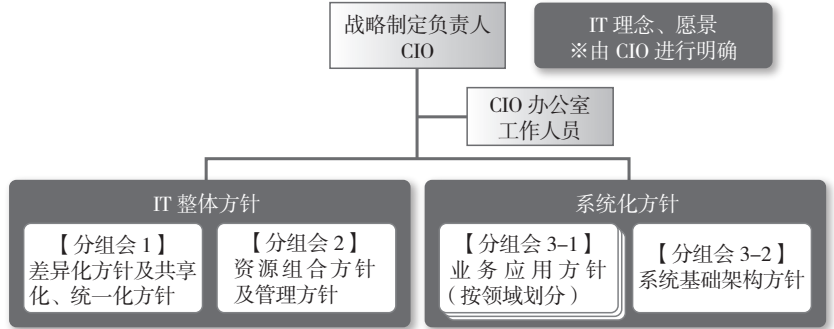 战略制定负责人
CIO
IT 理念、愿景
※由 CIO 进行明确
CIO 办公室
工作人员
IT 整体方针
【分组会 1】
差异化方针及共享
化、统一化方针
【分组会 2】
资源组合方针
及管理方针
系统化方针
【分组会 3–1】
业务应用方针
（按领域划分）
【分组会 3–2】
系统基础架构方针